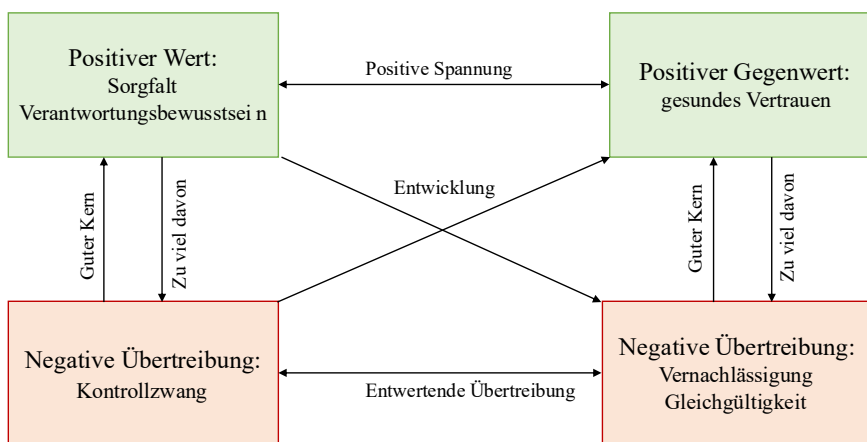 Positiver Wert:
Sorgfalt
Verantwortungsbewusstsei n
Positive Spannung
Positiver Gegenwert:
gesundes Vertrauen
Guter Kern
Zu viel davon
Entwicklung
Guter Kern
Zu viel davon
Negative Übertreibung:
Kontrollzwang
Entwertende Übertreibung
Negative Übertreibung:
Vernachlässigung
Gleichgültigkeit